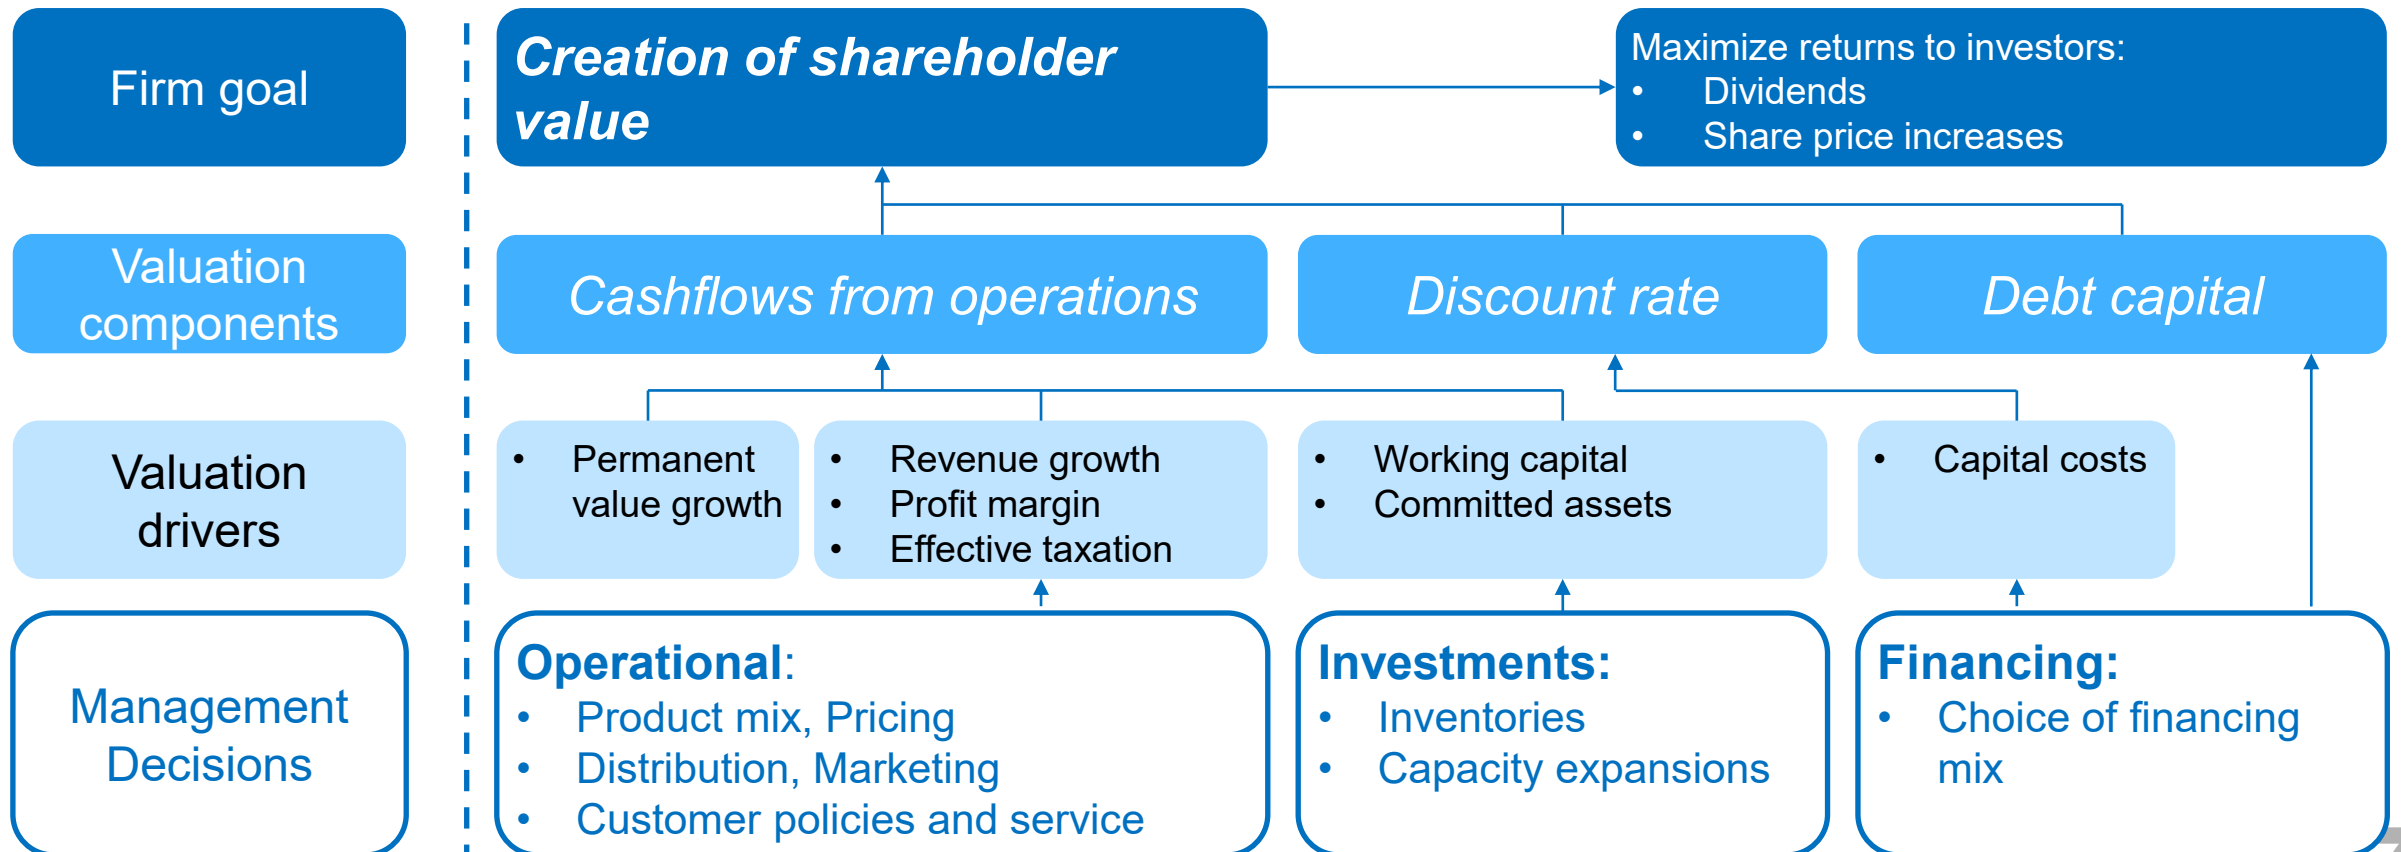 Firm goal
Creation of shareholder
value
Maximize returns to investors:
• Dividends
• Share price increases
Valuation
components
Cashflows from operations
Discount rate
Debt capital
Valuation
drivers
• Permanent
value growth
• Revenue growth
• Profit margin
• Effective taxation
• Working capital
• Committed assets
• Capital costs
Management
Decisions
Operational:
• Product mix, Pricing
• Distribution, Marketing
• Customer policies and service
Investments:
• Inventories
• Capacity expansions
Financing:
• Choice of financing
mix